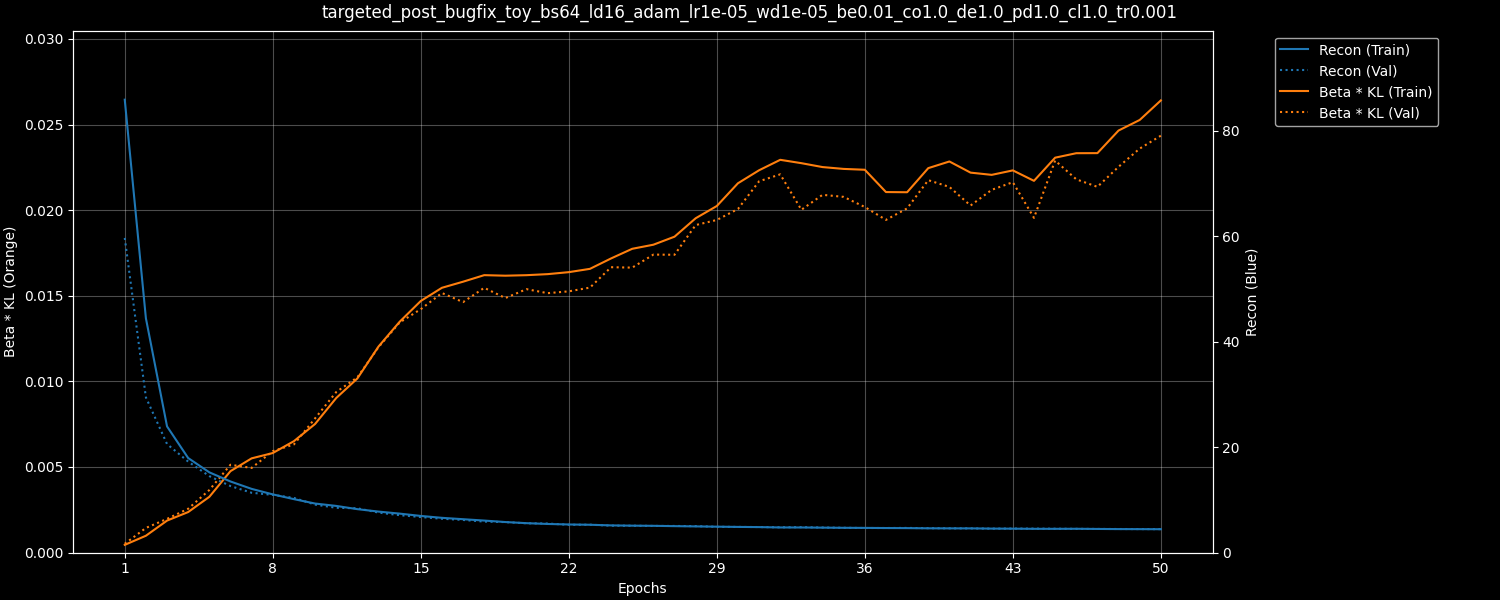 targeted_post_bugfix_toy_bs64_ld16_adam_lr1e-05_wd1e-05_be0.01_co1.0_de1.0_pd1.0_cl1.0_tr0.001
Recon (Train)
Recon (Val)
Beta * KL (Train)
Beta * KL (Val)
Beta * KL (Orange)
0.030
0.025
0.020
0.015
0.010
0.005
0.000
80
60
40
20
0
Recon (Blue)
1 8 15 22 29 36 43 50
Epochs